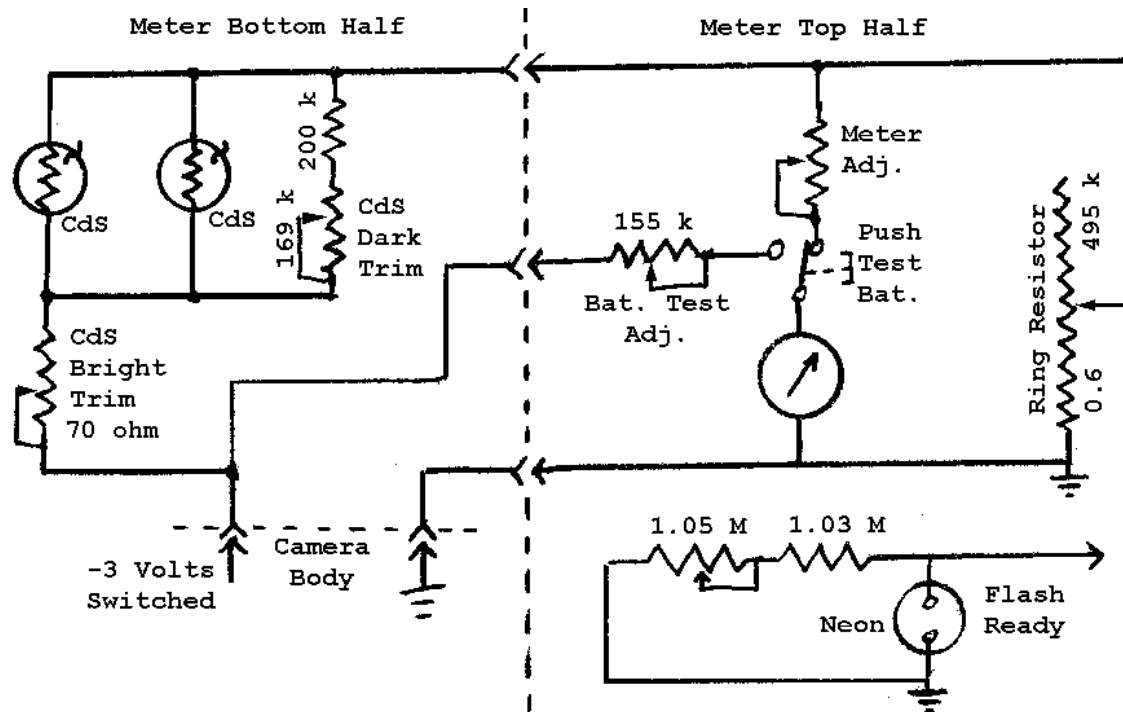 Meter Bottom Half
Meter Top Half
200 k
169 k
CdS
CdS
CdS
Dark
Trim
CdS
Bright
Trim
70 ohm
-3 Volts
Switched
Camera
Body
155 k
Bat. Test
Adj.
Meter
Adj.
Push
Test
Bat.
Ring Resistor
495 k
0.6
1.05 M
1.03 M
Neon
Flash
Ready